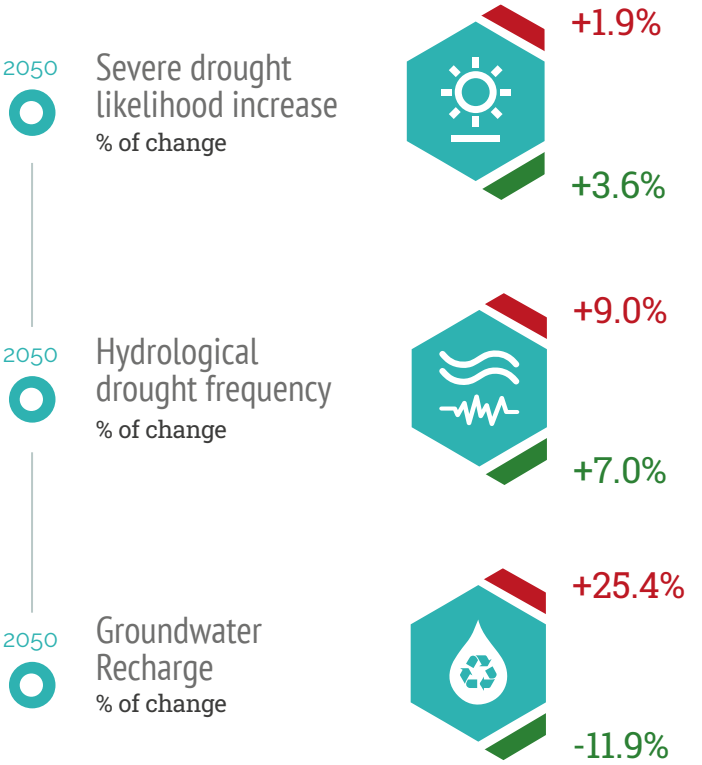 2050
Severe drought
likelihood increase
% of change
+1.9%
+3.6%
2050
Hydrological
drought frequency
% of change
+9.0%
+7.0%
2050
Groundwater
Recharge
% of change
+25.4%
-11.9%